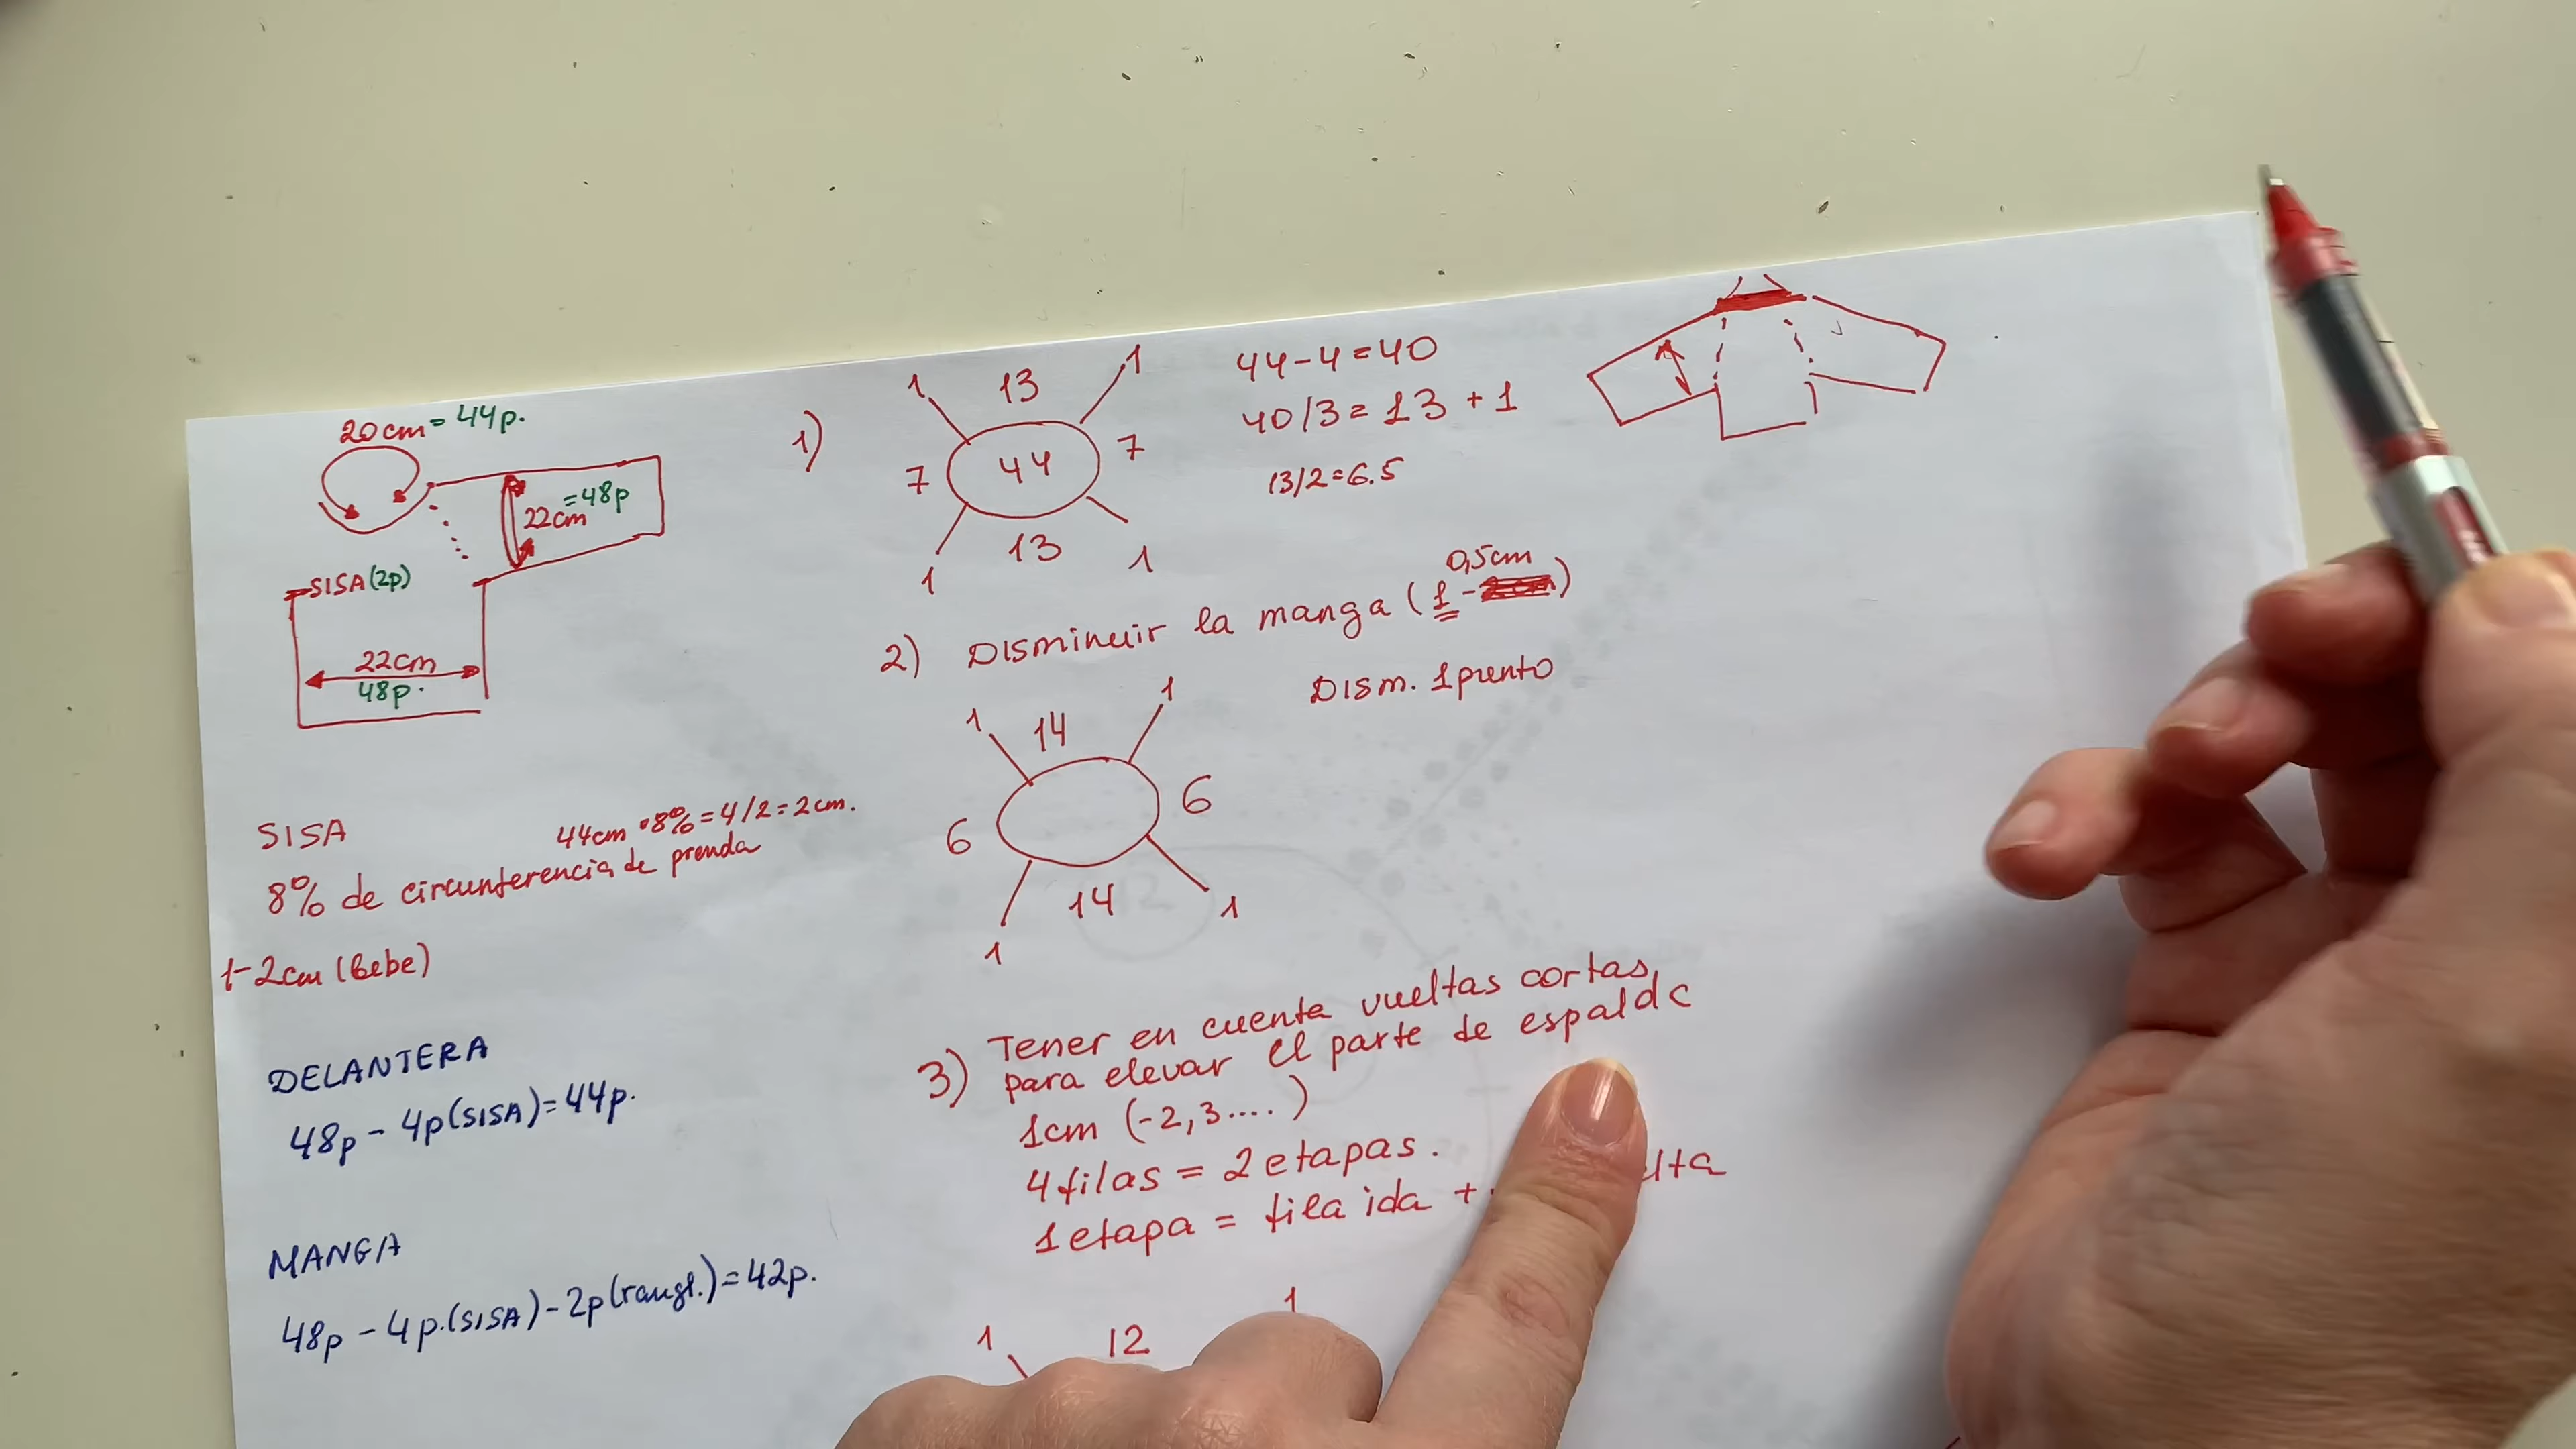 20cm = 44p.
22cm = 48p
SISA (2p)
22cm
48p.
SISA
44cm • 8% = 4/2 = 2cm.
8% de circunferencia de prenda
1-2cm (Bebe)
DELANTERA
48p - 4p (SISA) = 44p.
MANGA
48p - 4p. (SISA) - 2p (rangl.) = 42p.
1)
1 13 1
7 44 7
1 13 1
44 - 4 = 40
40/3 = 13 + 1
13/2 = 6.5
0,5cm
2) Disminuir la manga (1 - )
Dism. 1 punto
1 14 1
6 6
1 14 1
3) Tener en cuenta vueltas cortas
para elevar el parte de espalda
1cm (-2, 3....)
4 filas = 2 etapas.
1 etapa = fila ida +
1
1 12